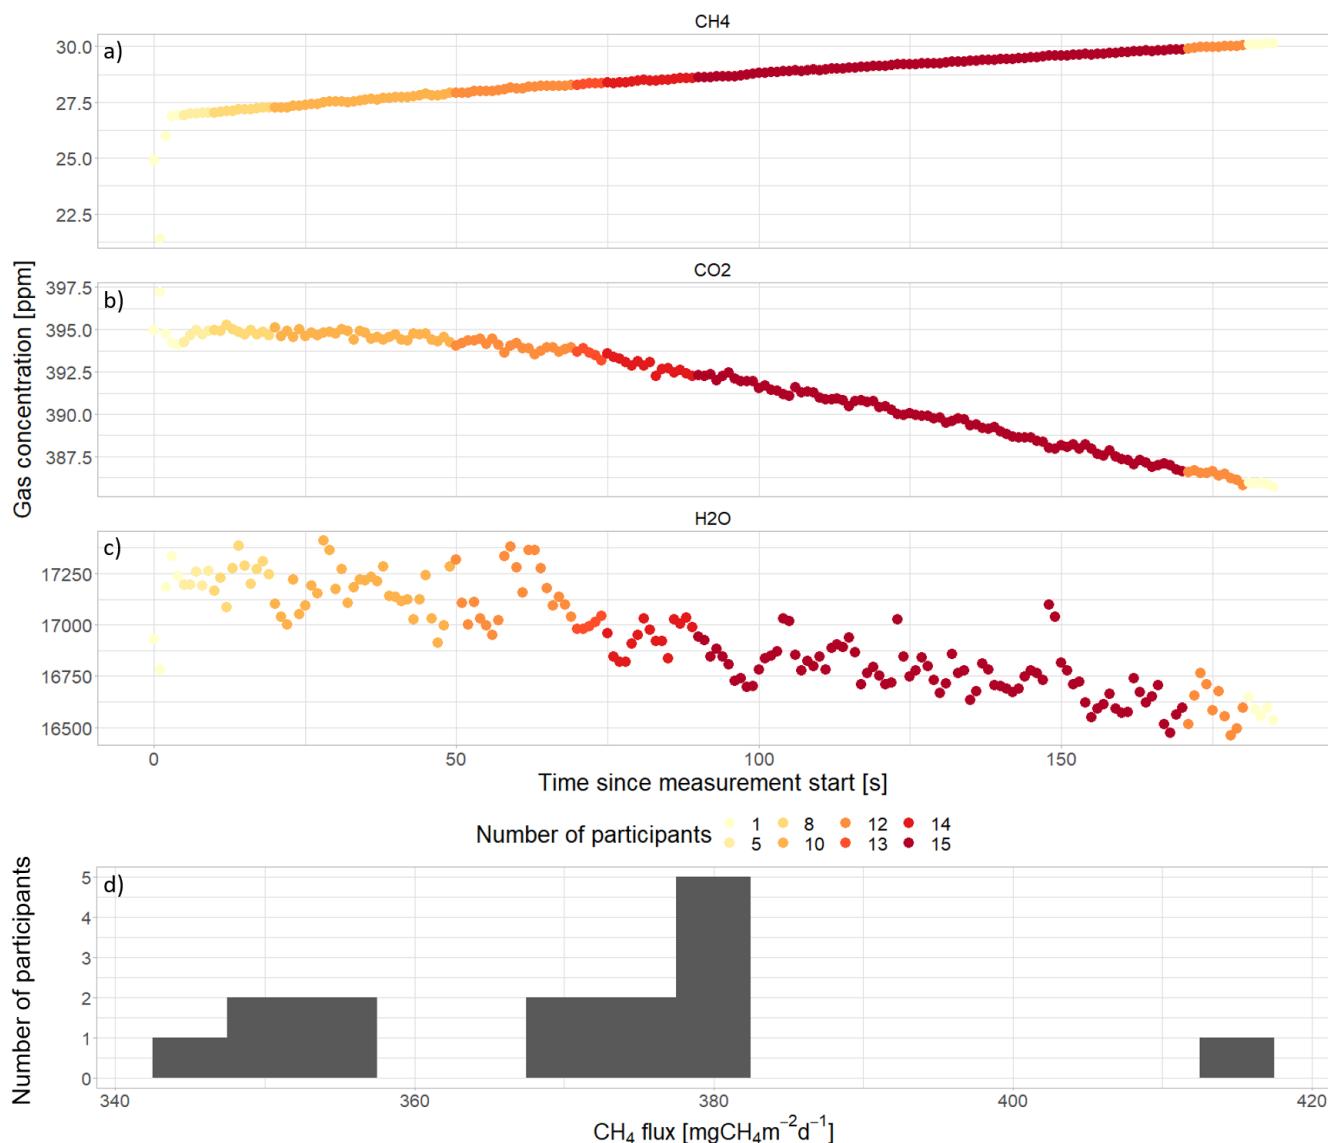 CH4
a)
30.0
27.5
25.0
22.5
CO2
b)
397.5
395.0
392.5
390.0
387.5
Gas concentration [ppm]
H2O
c)
17250
17000
16750
16500
0 50 100 150
Time since measurement start [s]
Number of participants 1 8 12 14
5 10 13 15
d)
5
4
3
2
1
0
Number of participants
340 360 380 400 420
CH₄ flux [mgCH₄m⁻²d⁻¹]